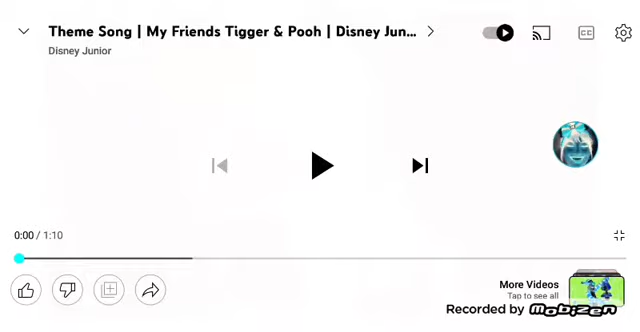 Theme Song | My Friends Tigger & Pooh | Disney Jun...
Disney Junior
CC
0:00 / 1:10
More Videos
Tap to see all
Recorded by mobizen